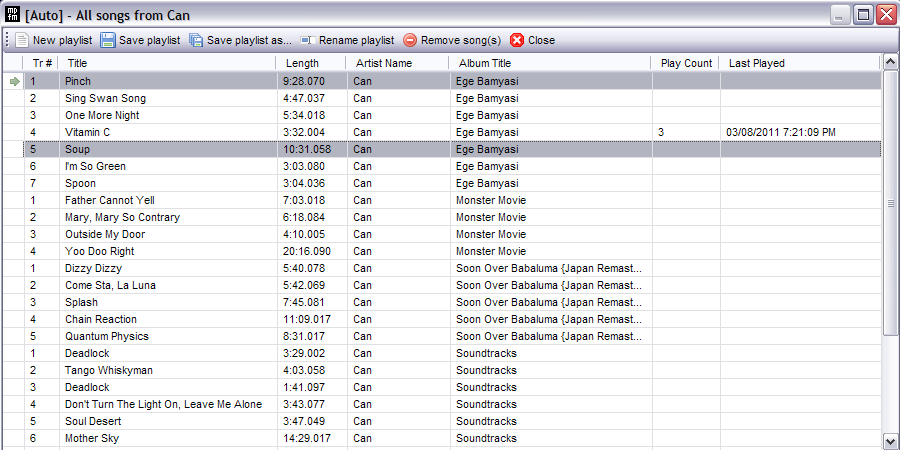 mp fm [Auto] - All songs from Can
New playlist Save playlist Save playlist as... Rename playlist Remove song(s) Close
Tr # Title Length Artist Name Album Title Play Count Last Played
1 Pinch 9:28.070 Can Ege Bamyasi
2 Sing Swan Song 4:47.037 Can Ege Bamyasi
3 One More Night 5:34.018 Can Ege Bamyasi
4 Vitamin C 3:32.004 Can Ege Bamyasi 3 03/08/2011 7:21:09 PM
5 Soup 10:31.058 Can Ege Bamyasi
6 I'm So Green 3:03.080 Can Ege Bamyasi
7 Spoon 3:04.036 Can Ege Bamyasi
1 Father Cannot Yell 7:03.018 Can Monster Movie
2 Mary, Mary So Contrary 6:18.084 Can Monster Movie
3 Outside My Door 4:10.005 Can Monster Movie
4 Yoo Doo Right 20:16.090 Can Monster Movie
1 Dizzy Dizzy 5:40.078 Can Soon Over Babaluma {Japan Remast...
2 Come Sta, La Luna 5:42.069 Can Soon Over Babaluma {Japan Remast...
3 Splash 7:45.081 Can Soon Over Babaluma {Japan Remast...
4 Chain Reaction 11:09.017 Can Soon Over Babaluma {Japan Remast...
5 Quantum Physics 8:31.017 Can Soon Over Babaluma {Japan Remast...
1 Deadlock 3:29.002 Can Soundtracks
2 Tango Whiskyman 4:03.058 Can Soundtracks
3 Deadlock 1:41.097 Can Soundtracks
4 Don't Turn The Light On, Leave Me Alone 3:43.077 Can Soundtracks
5 Soul Desert 3:47.049 Can Soundtracks
6 Mother Sky 14:29.017 Can Soundtracks